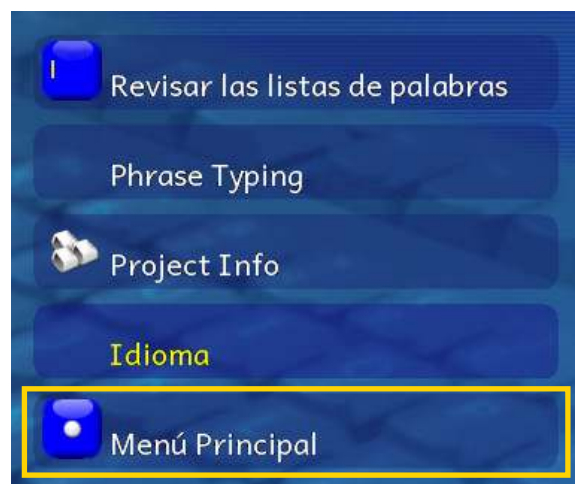 Revisar las listas de palabras
Phrase Typing
Project Info
Idioma
Menú Principal